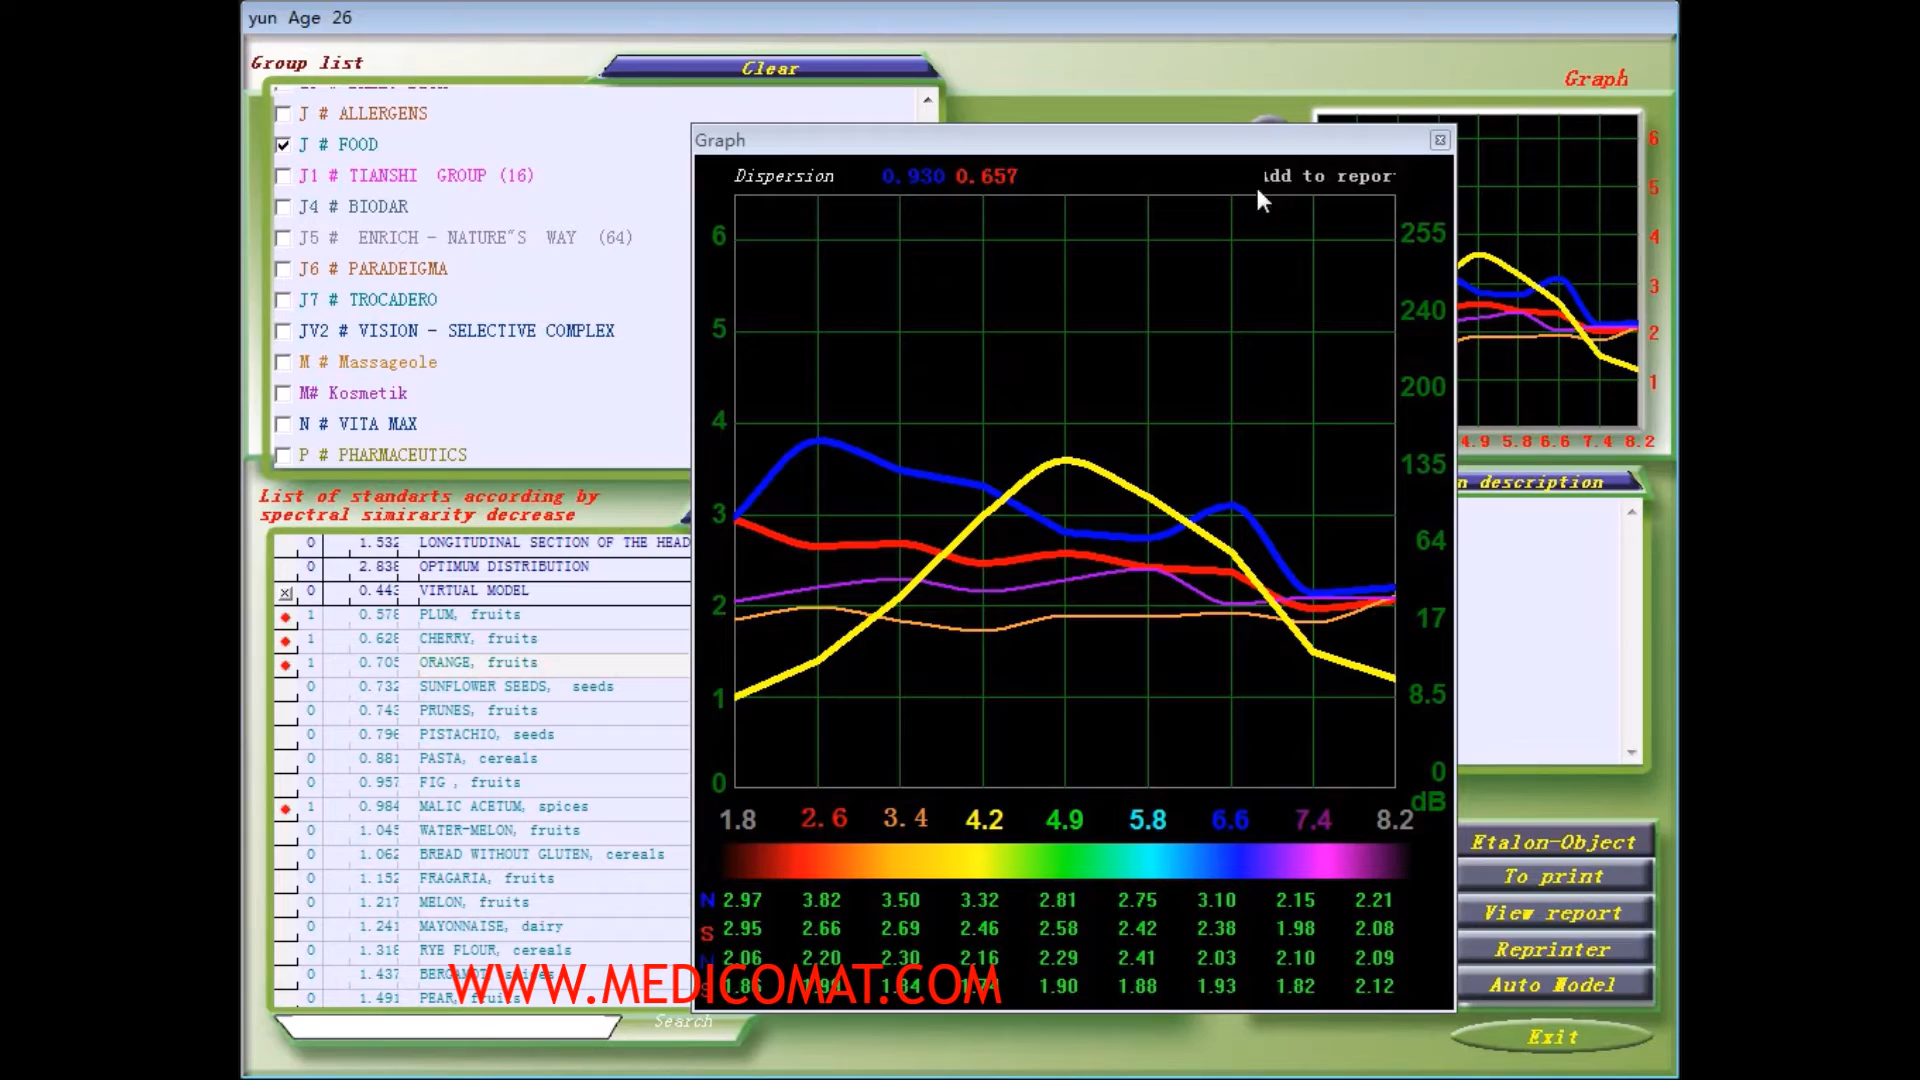 yun Age 26
Group list
Clear
Graph
J # ALLERGENS
J # FOOD
J1 # TIANSHI GROUP (16)
J4 # BIODAR
J5 # ENRICH - NATURE"S WAY (64)
J6 # PARADEIGMA
J7 # TROCADERO
JV2 # VISION - SELECTIVE COMPLEX
M # Massageole
M# Kosmetik
N # VITA MAX
P # PHARMACEUTICS
List of standarts according by
spectral simirarity decrease
0 1.532 LONGITUDINAL SECTION OF THE HEAD
0 2.838 OPTIMUM DISTRIBUTION
0 0.443 VIRTUAL MODEL
1 0.578 PLUM, fruits
1 0.628 CHERRY, fruits
1 0.705 ORANGE, fruits
0 0.732 SUNFLOWER SEEDS, seeds
0 0.743 PRUNES, fruits
0 0.796 PISTACHIO, seeds
0 0.881 PASTA, cereals
0 0.957 FIG , fruits
1 0.984 MALIC ACETUM, spices
0 1.045 WATER-MELON, fruits
0 1.062 BREAD WITHOUT GLUTEN, cereals
0 1.152 FRAGARIA, fruits
0 1.217 MELON, fruits
0 1.241 MAYONNAISE, dairy
0 1.318 RYE FLOUR, cereals
0 1.437 BERGAMOT, spices
0 1.491 PEAR, fruits
Search
Graph
Dispersion 0.930 0.657
dd to repor
6 255
5 240
4 200
3 135
2 64
1 17
0 8.5
0
dB
1.8 2.6 3.4 4.2 4.9 5.8 6.6 7.4 8.2
N 2.97 3.82 3.50 3.32 2.81 2.75 3.10 2.15 2.21
S 2.95 2.66 2.69 2.46 2.58 2.42 2.38 1.98 2.08
N 2.06 2.20 2.30 2.16 2.29 2.41 2.03 2.10 2.09
S 1.86 1.84 1.90 1.88 1.93 1.82 2.12
WWW.MEDICOMAT.COM
6
5
4
3
2
1
4.9 5.8 6.6 7.4 8.2
n description
Etalon-Object
To print
View report
Reprinter
Auto Model
Exit